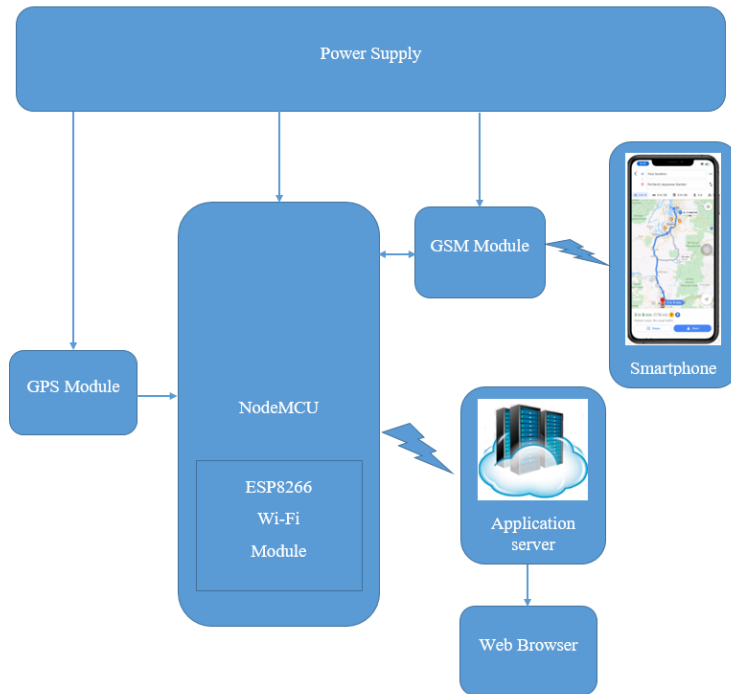 Power Supply
GSM Module
Smartphone
GPS Module
NodeMCU
ESP8266
Wi-Fi
Module
Application
server
Web Browser